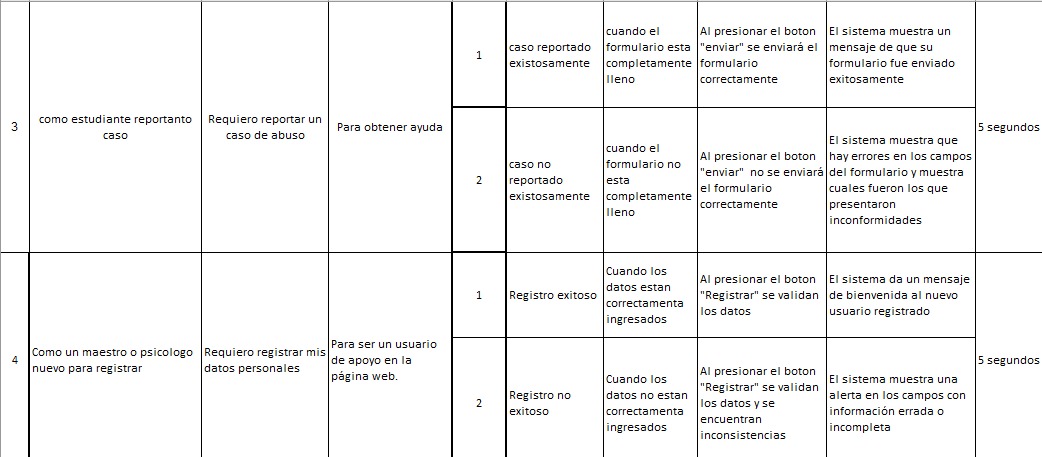 3
como estudiante reportanto
caso
Requiero reportar un
caso de abuso
Para obtener ayuda
1
caso reportado
existosamente
cuando el
formulario esta
completamente
lleno
Al presionar el boton
"enviar" se enviará el
formulario
correctamente
El sistema muestra un
mensaje de que su
formulario fue enviado
exitosamente
5 segundos
2
caso no
reportado
existosamente
cuando el
formulario no
esta
completamente
lleno
Al presionar el boton
"enviar" no se enviará
el formulario
correctamente
El sistema muestra que
hay errores en los campos
del formulario y muestra
cuales fueron los que
presentaron
inconformidades
4
Como un maestro o psicologo
nuevo para registrar
Requiero registrar mis
datos personales
Para ser un usuario
de apoyo en la
página web.
1
Registro exitoso
Cuando los
datos estan
correctamenta
ingresados
Al presionar el boton
"Registrar" se validan
los datos
El sistema da un mensaje
de bienvenida al nuevo
usuario registrado
5 segundos
2
Registro no
exitoso
Cuando los
datos no estan
correctamenta
ingresados
Al presionar el boton
"Registrar" se validan
los datos y se
encuentran
inconsistencias
El sistema muestra una
alerta en los campos con
información errada o
incompleta